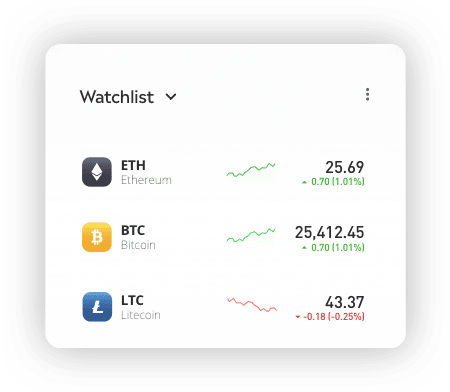 Watchlist
ETH 25.69
Ethereum 0.70 (1.01%)
BTC 25,412.45
Bitcoin 0.70 (1.01%)
LTC 43.37
Litecoin -0.18 (-0.25%)